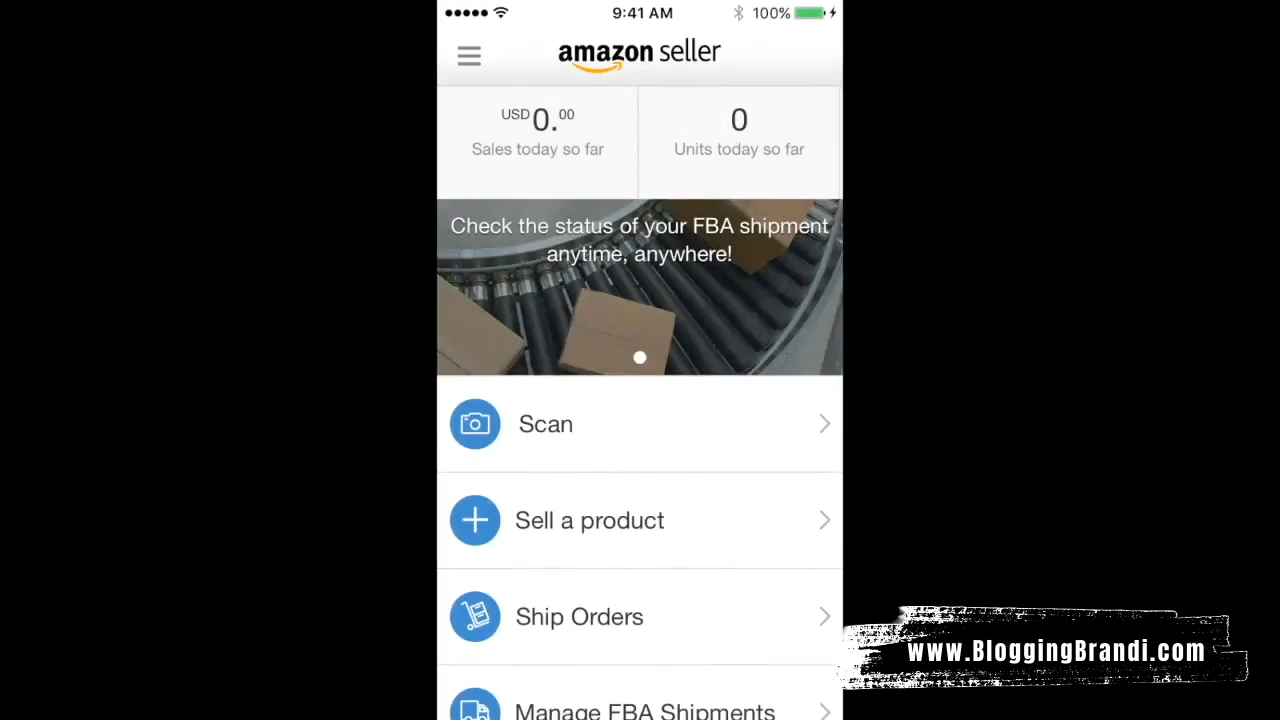 9:41 AM
100%
amazon seller
USD 0.00
Sales today so far
0
Units today so far
Check the status of your FBA shipment
anytime, anywhere!
Scan
Sell a product
Ship Orders
Manage FBA Shipments
www.BloggingBrandi.com